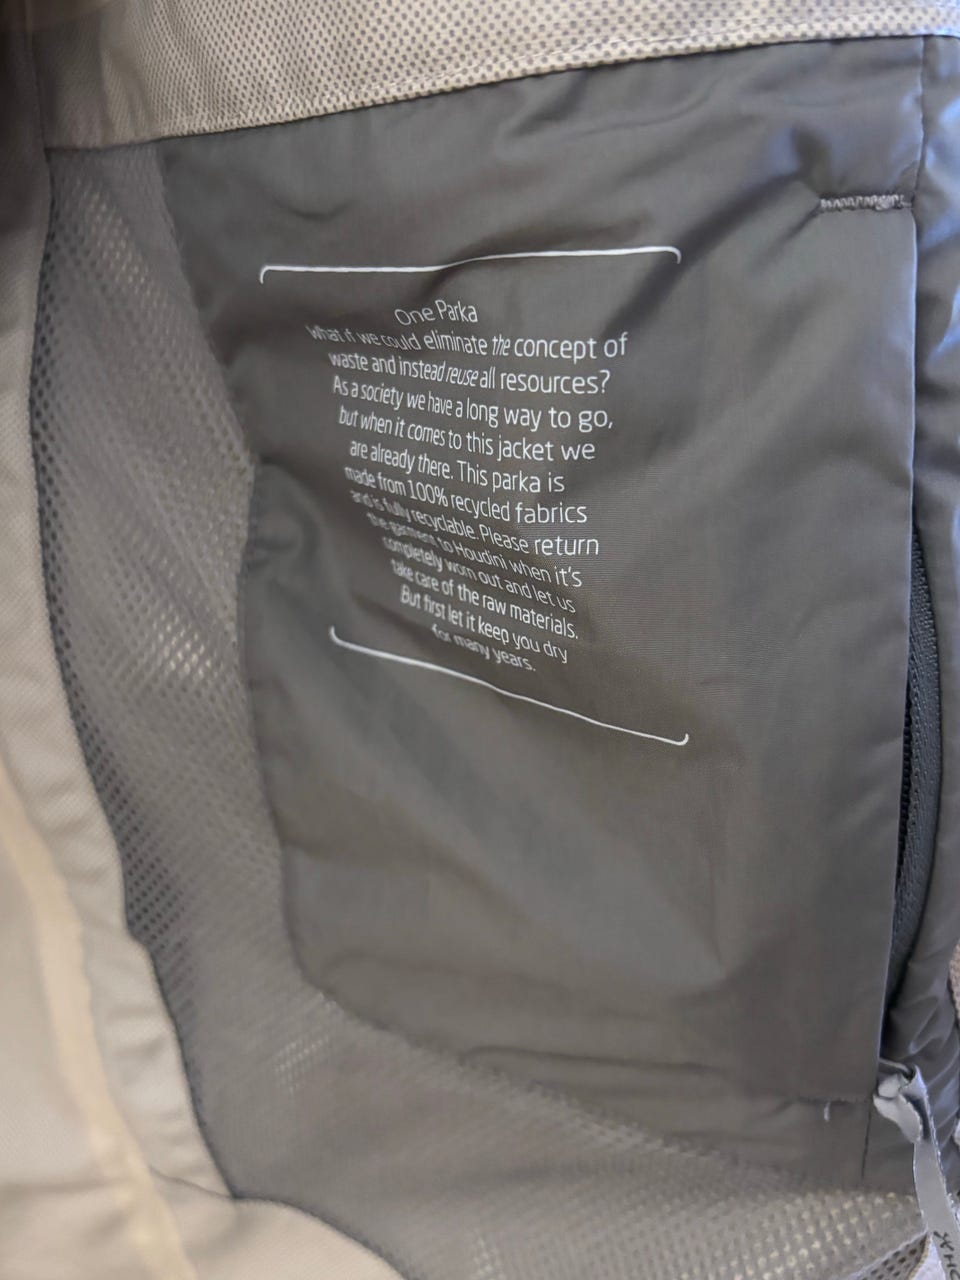 One Parka
What if we could eliminate the concept of
waste and instead reuse all resources?
As a society we have a long way to go,
but when it comes to this jacket we
are already there. This parka is
made from 100% recycled fabrics
and is fully recyclable. Please return
the garment to Houdini when it's
completely worn out and let us
take care of the raw materials.
But first let it keep you dry
for many years.